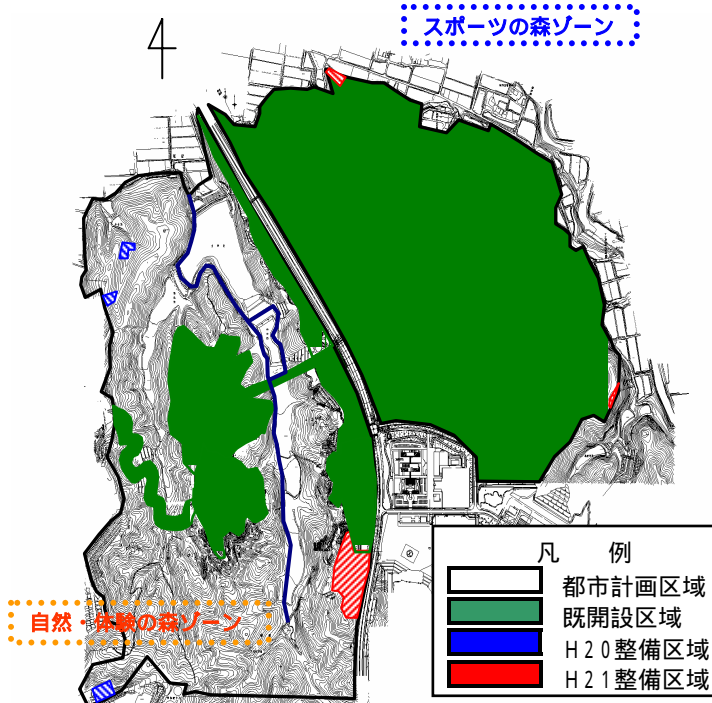 スポーツの森ゾーン
自然・体験の森ゾーン
凡 例
都市計画区域
既開設区域
H20整備区域
H21整備区域